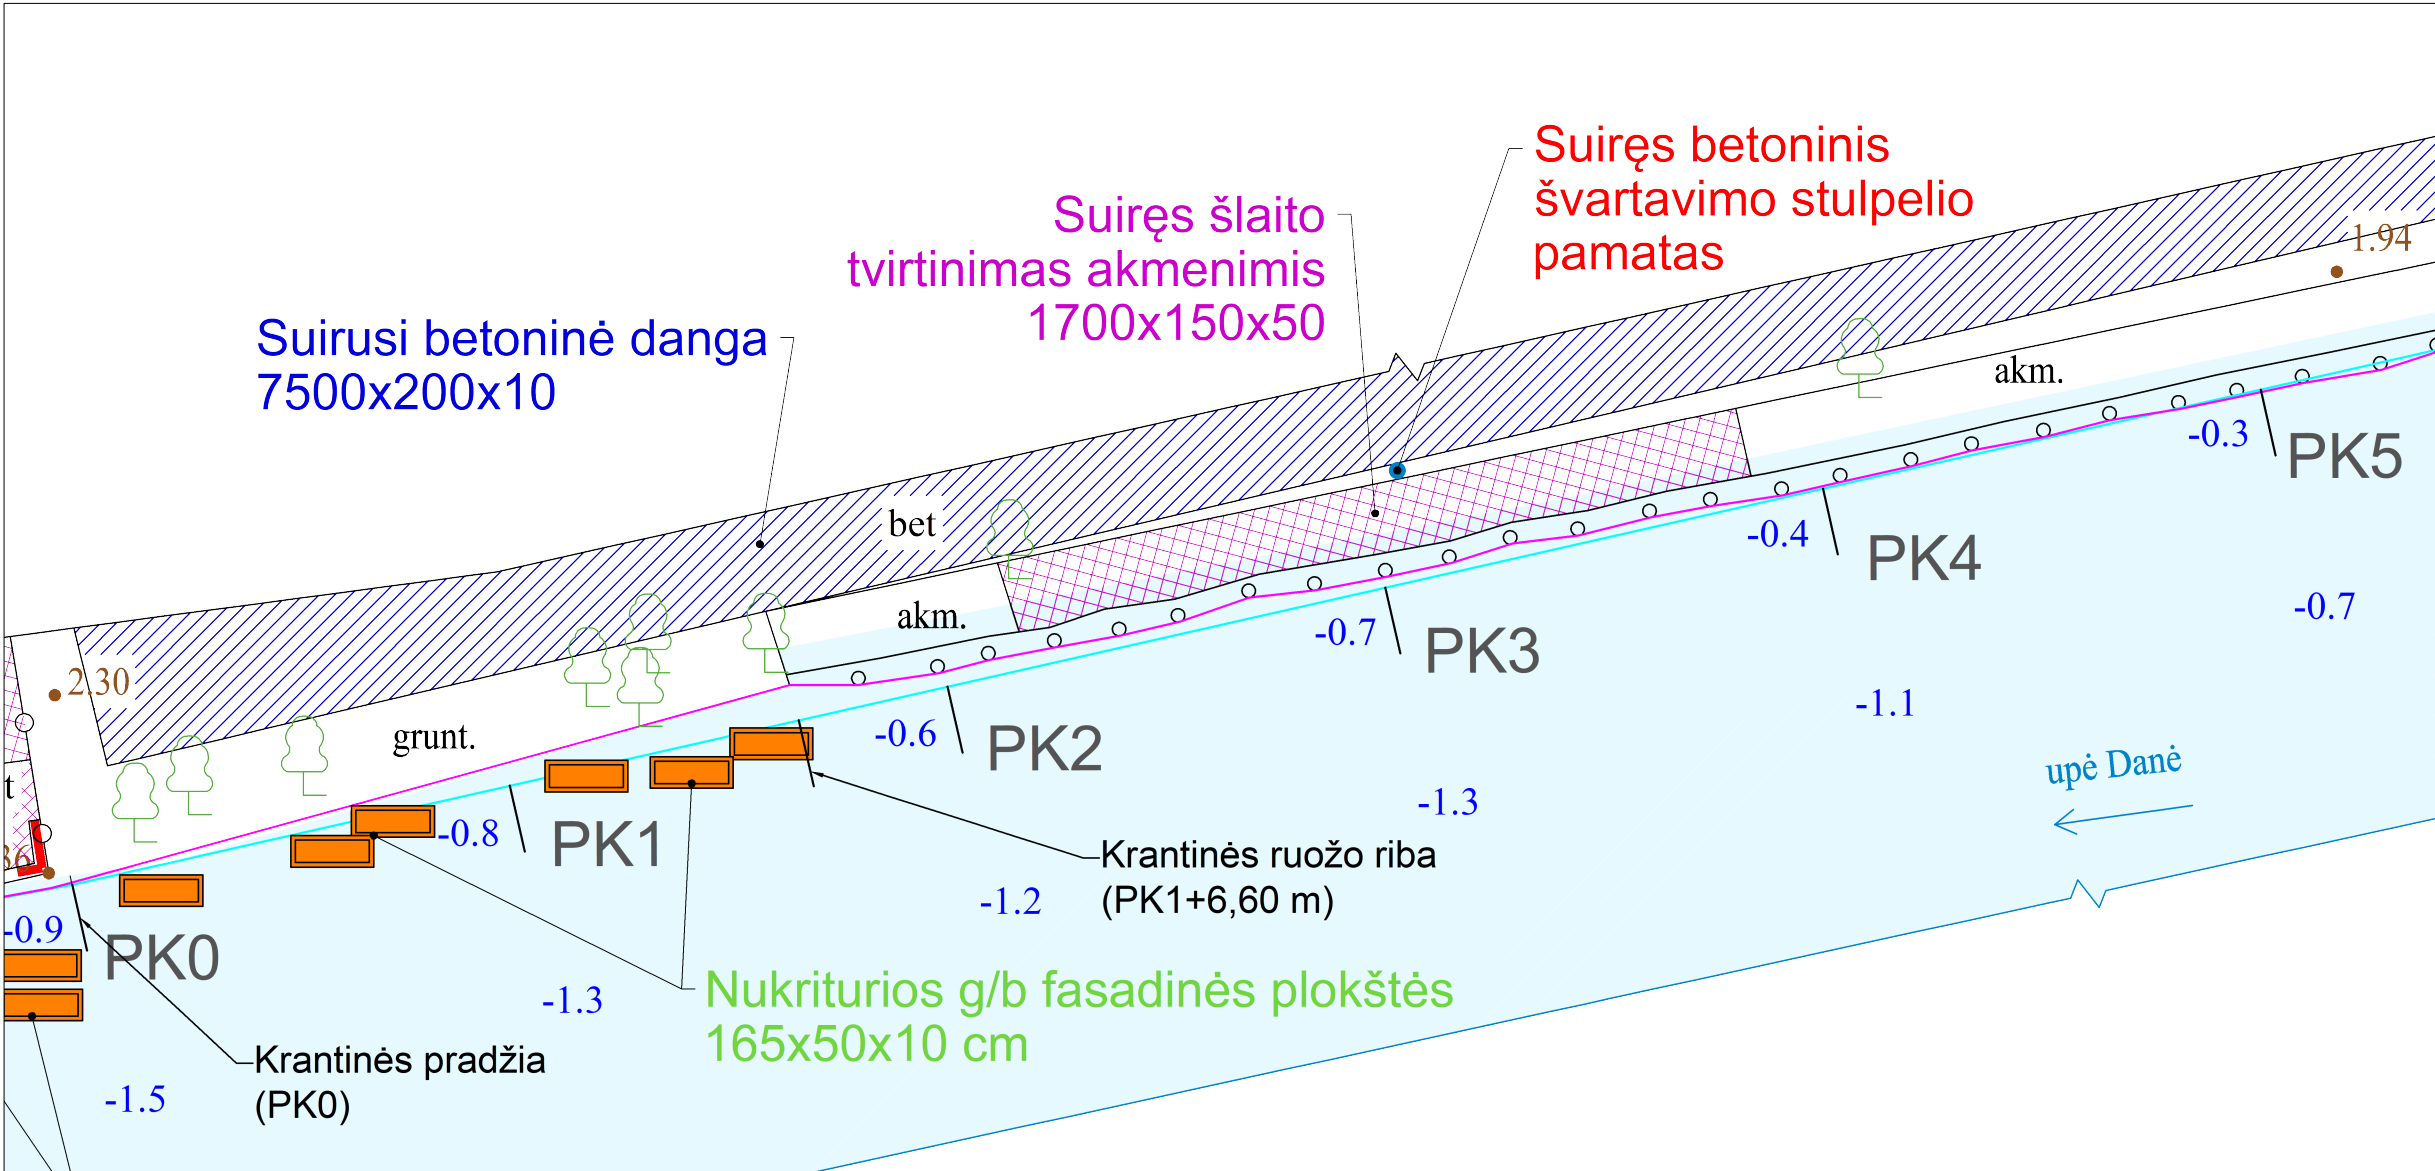 Suiręs betoninis
švartavimo stulpelio
pamatas
Suiręs šlaito
tvirtinimas akmenimis
1700x150x50
1.94
Suirusi betoninė danga
7500x200x10
akm.
-0.3
PK5
bet
-0.4
PK4
akm.
-0.7
PK3
-0.7
2.30
grunt.
-0.6
PK2
-1.1
upė Danė
-0.8
PK1
-1.3
Krantinės ruožo riba
(PK1+6,60 m)
-1.2
-0.9
PK0
-1.3
Nukriturios g/b fasadinės plokštės
165x50x10 cm
Krantinės pradžia
(PK0)
-1.5
t